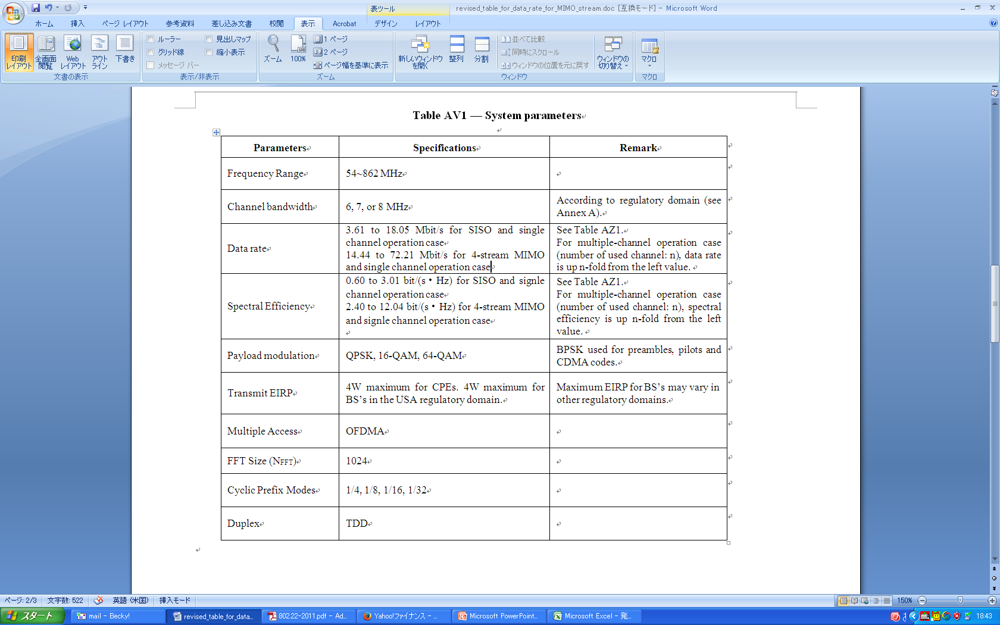 revised_table_for_data_rate_for_MIMO_stream.doc [互換モード] - Microsoft Word
表ツール
ホーム 挿入 ページ レイアウト 参考資料 差し込み文書 校閲 表示 Acrobat デザイン レイアウト
印刷レイアウト
全画面閲覧
Web レイアウト
アウトライン
下書き
文書の表示
ルーラー
グリッド線
メッセージ バー
見出しマップ
縮小表示
表示/非表示
ズーム
100%
1 ページ
2 ページ
ページ幅を基準に表示
ズーム
新しいウィンドウを開く
整列
分割
並べて比較
同時にスクロール
ウィンドウの位置を元に戻す
ウィンドウの切り替え
ウィンドウ
マクロ
マクロ
Table AV1 — System parameters
Parameters Specifications Remark
Frequency Range 54~862 MHz
Channel bandwidth 6, 7, or 8 MHz
According to regulatory domain (see
Annex A).
Data rate
3.61 to 18.05 Mbit/s for SISO and single
channel operation case
14.44 to 72.21 Mbit/s for 4-stream MIMO
and single channel operation case
See Table AZ1.
For multiple-channel operation case
(number of used channel: n), data rate
is up n-fold from the left value.
Spectral Efficiency
0.60 to 3.01 bit/(s・Hz) for SISO and signle
channel operation case
2.40 to 12.04 bit/(s・Hz) for 4-stream MIMO
and signle channel operation case
See Table AZ1.
For multiple-channel operation case
(number of used channel: n), spectral
efficiency is up n-fold from the left
value.
Payload modulation QPSK, 16-QAM, 64-QAM
BPSK used for preambles, pilots and
CDMA codes.
Transmit EIRP
4W maximum for CPEs. 4W maximum for
BS’s in the USA regulatory domain.
Maximum EIRP for BS’s may vary in
other regulatory domains.
Multiple Access OFDMA
FFT Size (NFFT) 1024
Cyclic Prefix Modes 1/4, 1/8, 1/16, 1/32
Duplex TDD
ページ: 2/3 文字数: 522 英語 (米国) 挿入モード 150%
スタート mail - Becky! revised_table_for_data... 802.22-2011.pdf - Ad... Yahoo!ファイナンス - ... Microsoft PowerPoint... Microsoft Excel - 発... 18:43